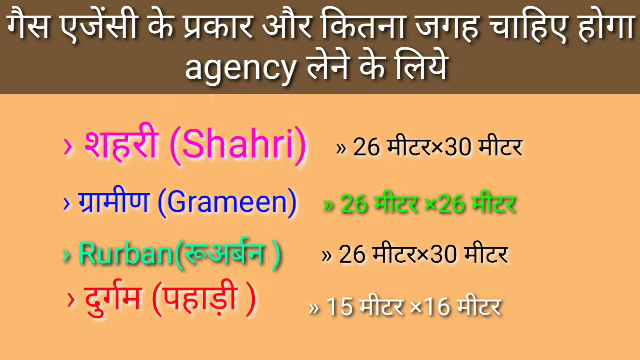 गैस एजेंसी के प्रकार और कितना जगह चाहिए होगा
agency लेने के लिये
› शहरी (Shahri) » 26 मीटर×30 मीटर
› ग्रामीण (Grameen) » 26 मीटर ×26 मीटर
› Rurban(रूअर्बन ) » 26 मीटर×30 मीटर
› दुर्गम (पहाड़ी ) » 15 मीटर ×16 मीटर